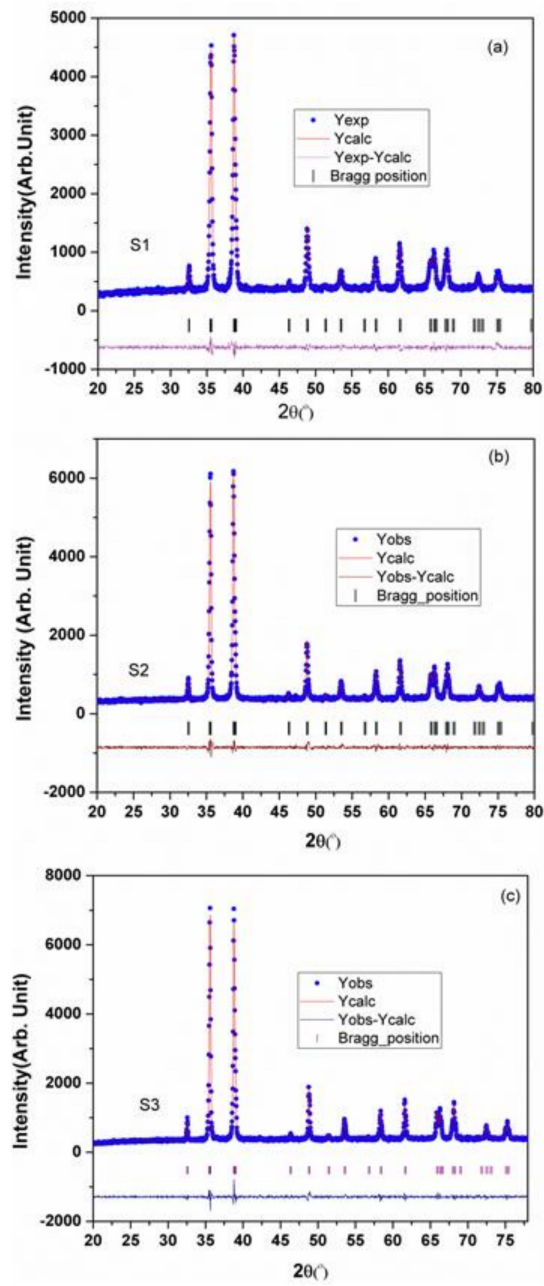 (a)
5000
4000
3000
2000
1000
0
-1000
Intensity(Arb.Unit)
Yexp
Ycalc
Yexp-Ycalc
Bragg position
S1
20 25 30 35 40 45 50 55 60 65 70 75 80
2θ(°)
(b)
6000
4000
2000
0
-2000
Intensity (Arb. Unit)
Yobs
Ycalc
Yobs-Ycalc
Bragg_position
S2
20 25 30 35 40 45 50 55 60 65 70 75 80
2θ(°)
(c)
8000
6000
4000
2000
0
-2000
Intensity(Arb. Unit)
Yobs
Ycalc
Yobs-Ycalc
Bragg_position
S3
20 25 30 35 40 45 50 55 60 65 70 75
2θ(°)